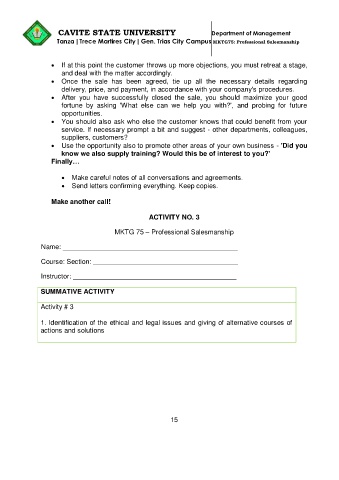 CAVITE STATE UNIVERSITY
Department of Management
Tanza |Trece Martires City | Gen. Trias City Campus MKTG75: Professional Salesmanship
• If at this point the customer throws up more objections, you must retreat a stage,
and deal with the matter accordingly.
• Once the sale has been agreed, tie up all the necessary details regarding
delivery, price, and payment, in accordance with your company's procedures.
• After you have successfully closed the sale, you should maximize your good
fortune by asking 'What else can we help you with?', and probing for future
opportunities.
• You should also ask who else the customer knows that could benefit from your
service. If necessary prompt a bit and suggest - other departments, colleagues,
suppliers, customers?
• Use the opportunity also to promote other areas of your own business - 'Did you
know we also supply training? Would this be of interest to you?'
Finally…
• Make careful notes of all conversations and agreements.
• Send letters confirming everything. Keep copies.
Make another call!
ACTIVITY NO. 3
MKTG 75 – Professional Salesmanship
Name: ______________________________
Course: Section: _________________________
Instructor: ____________________________
SUMMATIVE ACTIVITY
Activity # 3
1. Identification of the ethical and legal issues and giving of alternative courses of
actions and solutions
15